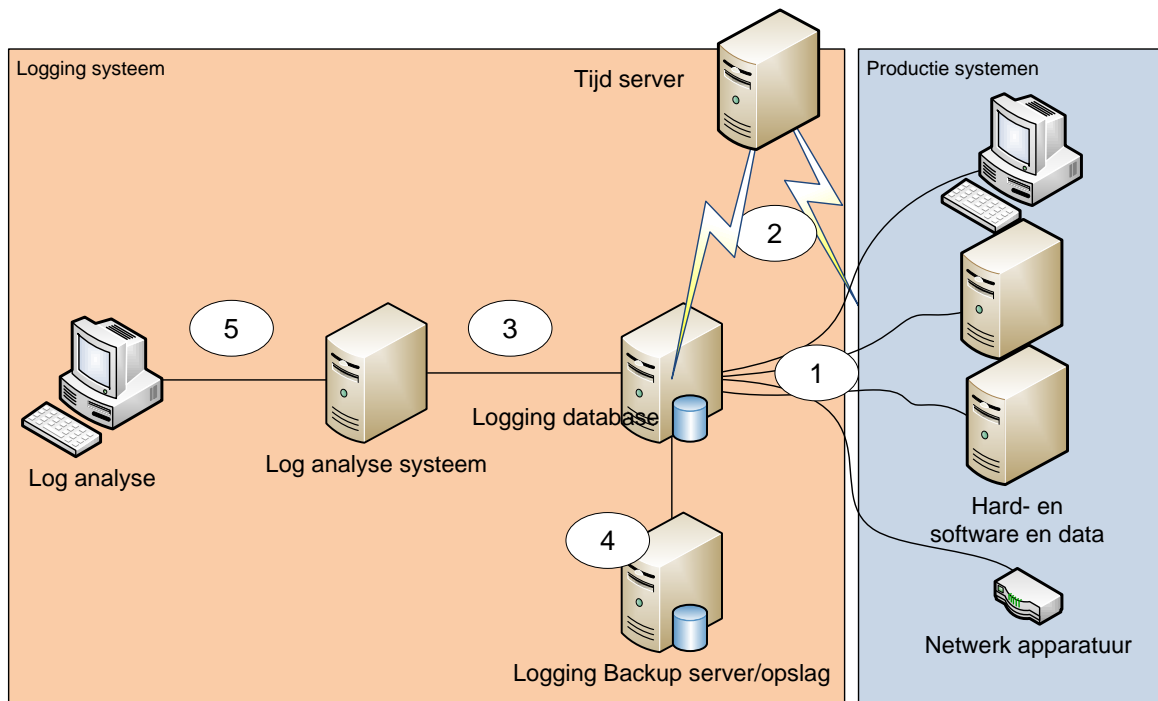 Logging systeem
Tijd server
Productie systemen
2
5
3
1
Logging database
Log analyse systeem
Log analyse
4
Hard- en
software en data
Netwerk apparatuur
Logging Backup server/opslag